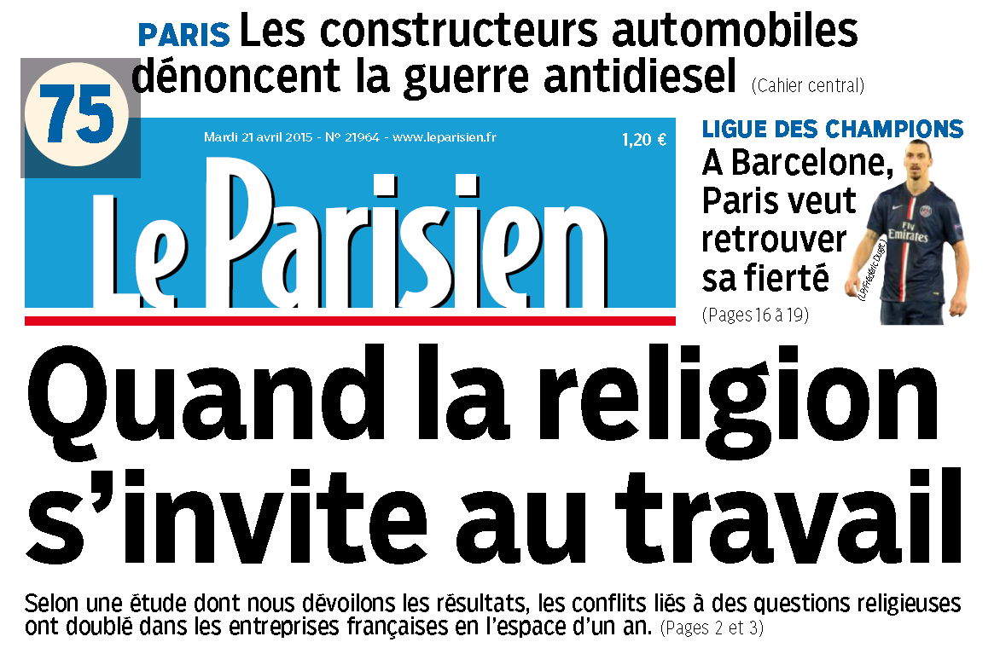 PARIS Les constructeurs automobiles
dénoncent la guerre antidiesel (Cahier central)
75
Mardi 21 avril 2015 - N° 21964 - www.leparisien.fr
1,20 €
Le Parisien
LIGUE DES CHAMPIONS
A Barcelone,
Paris veut
retrouver
sa fierté
(Pages 16 à 19)
Fly
Emirates
(LP/Frédéric Dugit.)
Quand la religion
s’invite au travail
Selon une étude dont nous dévoilons les résultats, les conflits liés à des questions religieuses
ont doublé dans les entreprises françaises en l’espace d’un an. (Pages 2 et 3)